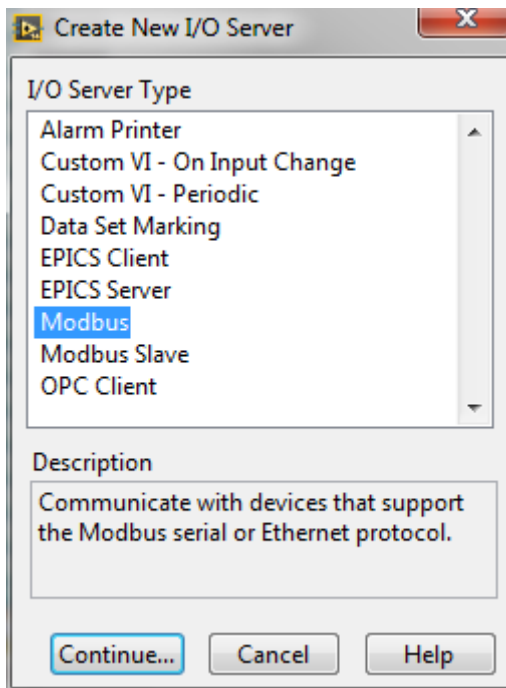 Create New I/O Server
I/O Server Type
Alarm Printer
Custom VI - On Input Change
Custom VI - Periodic
Data Set Marking
EPICS Client
EPICS Server
Modbus
Modbus Slave
OPC Client
Description
Communicate with devices that support
the Modbus serial or Ethernet protocol.
Continue... Cancel Help